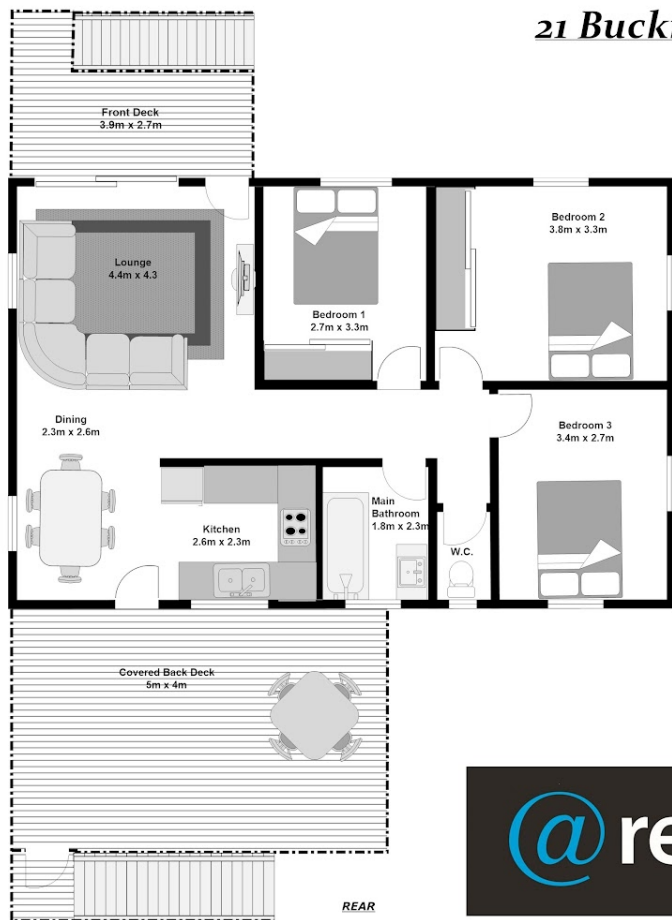 21 Buck
Front Deck
3.9m x 2.7m
Lounge
4.4m x 4.3
Bedroom 1
2.7m x 3.3m
Bedroom 2
3.8m x 3.3m
Dining
2.3m x 2.6m
Kitchen
2.6m x 2.3m
Main
Bathroom
1.8m x 2.3m
W.C.
Bedroom 3
3.4m x 2.7m
Covered Back Deck
5m x 4m
@re
REAR